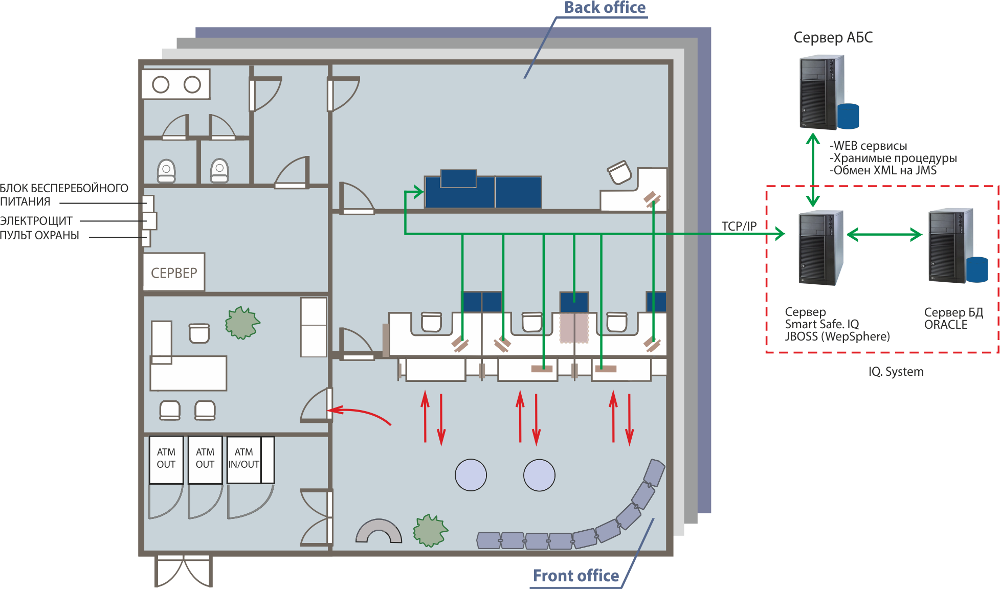 Back office
Сервер АБС
-WEB сервисы
-Хранимые процедуры
-Обмен XML на JMS
БЛОК БЕСПЕРЕБОЙНОГО
ПИТАНИЯ
ЭЛЕКТРОЩИТ
ПУЛЬТ ОХРАНЫ
TCP/IP
СЕРВЕР
Сервер
Smart Safe. IQ
JBOSS (WepSphere)
Сервер БД
ORACLE
IQ. System
ATM
OUT
ATM
OUT
ATM
IN/OUT
Front office